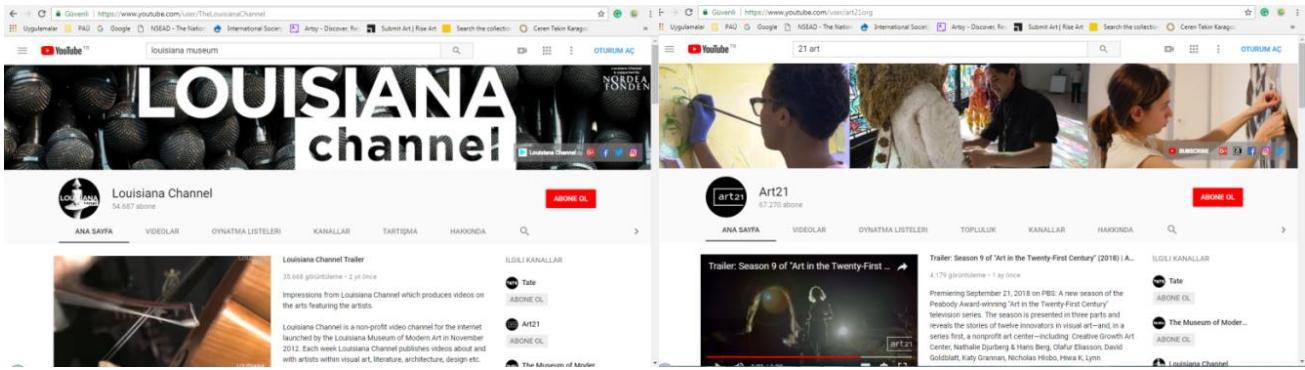 Güvenli | https://www.youtube.com/user/TheLouisianaChannel
Uygulamalar PAÜ Google NSEAD - The Nation International Societ Artsy - Discover, Re Submit Art | Rise Art Search the collectio Ceren Tekin Karago
YouTube TR
louisiana museum
OTURUM AÇ
LOUISIANA
channel
NORDEA
FONDEN
Louisiana Channel
Louisiana Channel
54.687 abone
ABONE OL
ANA SAYFA VIDEOLAR OYNATMA LISTELERI KANALLAR TARTIŞMA HAKKINDA
Louisiana Channel Trailer
35.668 görüntüleme • 2 yıl önce
Impressions from Louisiana Channel which produces videos on
the arts featuring the artists.
Louisiana Channel is a non-profit video channel for the internet
launched by the Louisiana Museum of Modern Art in November
2012. Each week Louisiana Channel publishes videos about and
with artists within visual art, literature, architecture, design etc.
İLGİLİ KANALLAR
Tate
ABONE OL
Art21
ABONE OL
The Museum of Moder
Güvenli | https://www.youtube.com/user/art21org
Uygulamalar PAÜ Google NSEAD - The Nation International Societ Artsy - Discover, Re Submit Art | Rise Art Search the collectio Ceren Tekin Karago
YouTube TR
21 art
OTURUM AÇ
SUBSCRIBE
art21
Art21
67.270 abone
ABONE OL
ANA SAYFA VIDEOLAR OYNATMA LISTELERI TOPLULUK KANALLAR HAKKINDA
Trailer: Season 9 of "Art in the Twenty-First ...
art21
Trailer: Season 9 of "Art in the Twenty-First Century" (2018) | A...
4.179 görüntüleme • 1 ay önce
Premiering September 21, 2018 on PBS: A new season of the
Peabody Award-winning "Art in the Twenty-First Century"
television series. The season is presented in three parts and
reveals the stories of twelve innovators in visual art—and, in a
series first, a nonprofit art center—including: Creative Growth Art
Center, Nathalie Djurberg & Hans Berg, Olafur Eliasson, David
Goldblatt, Katy Grannan, Nicholas Hlobo, Hiwa K, Lynn
İLGİLİ KANALLAR
Tate
ABONE OL
The Museum of Moder...
ABONE OL
Louisiana Channel